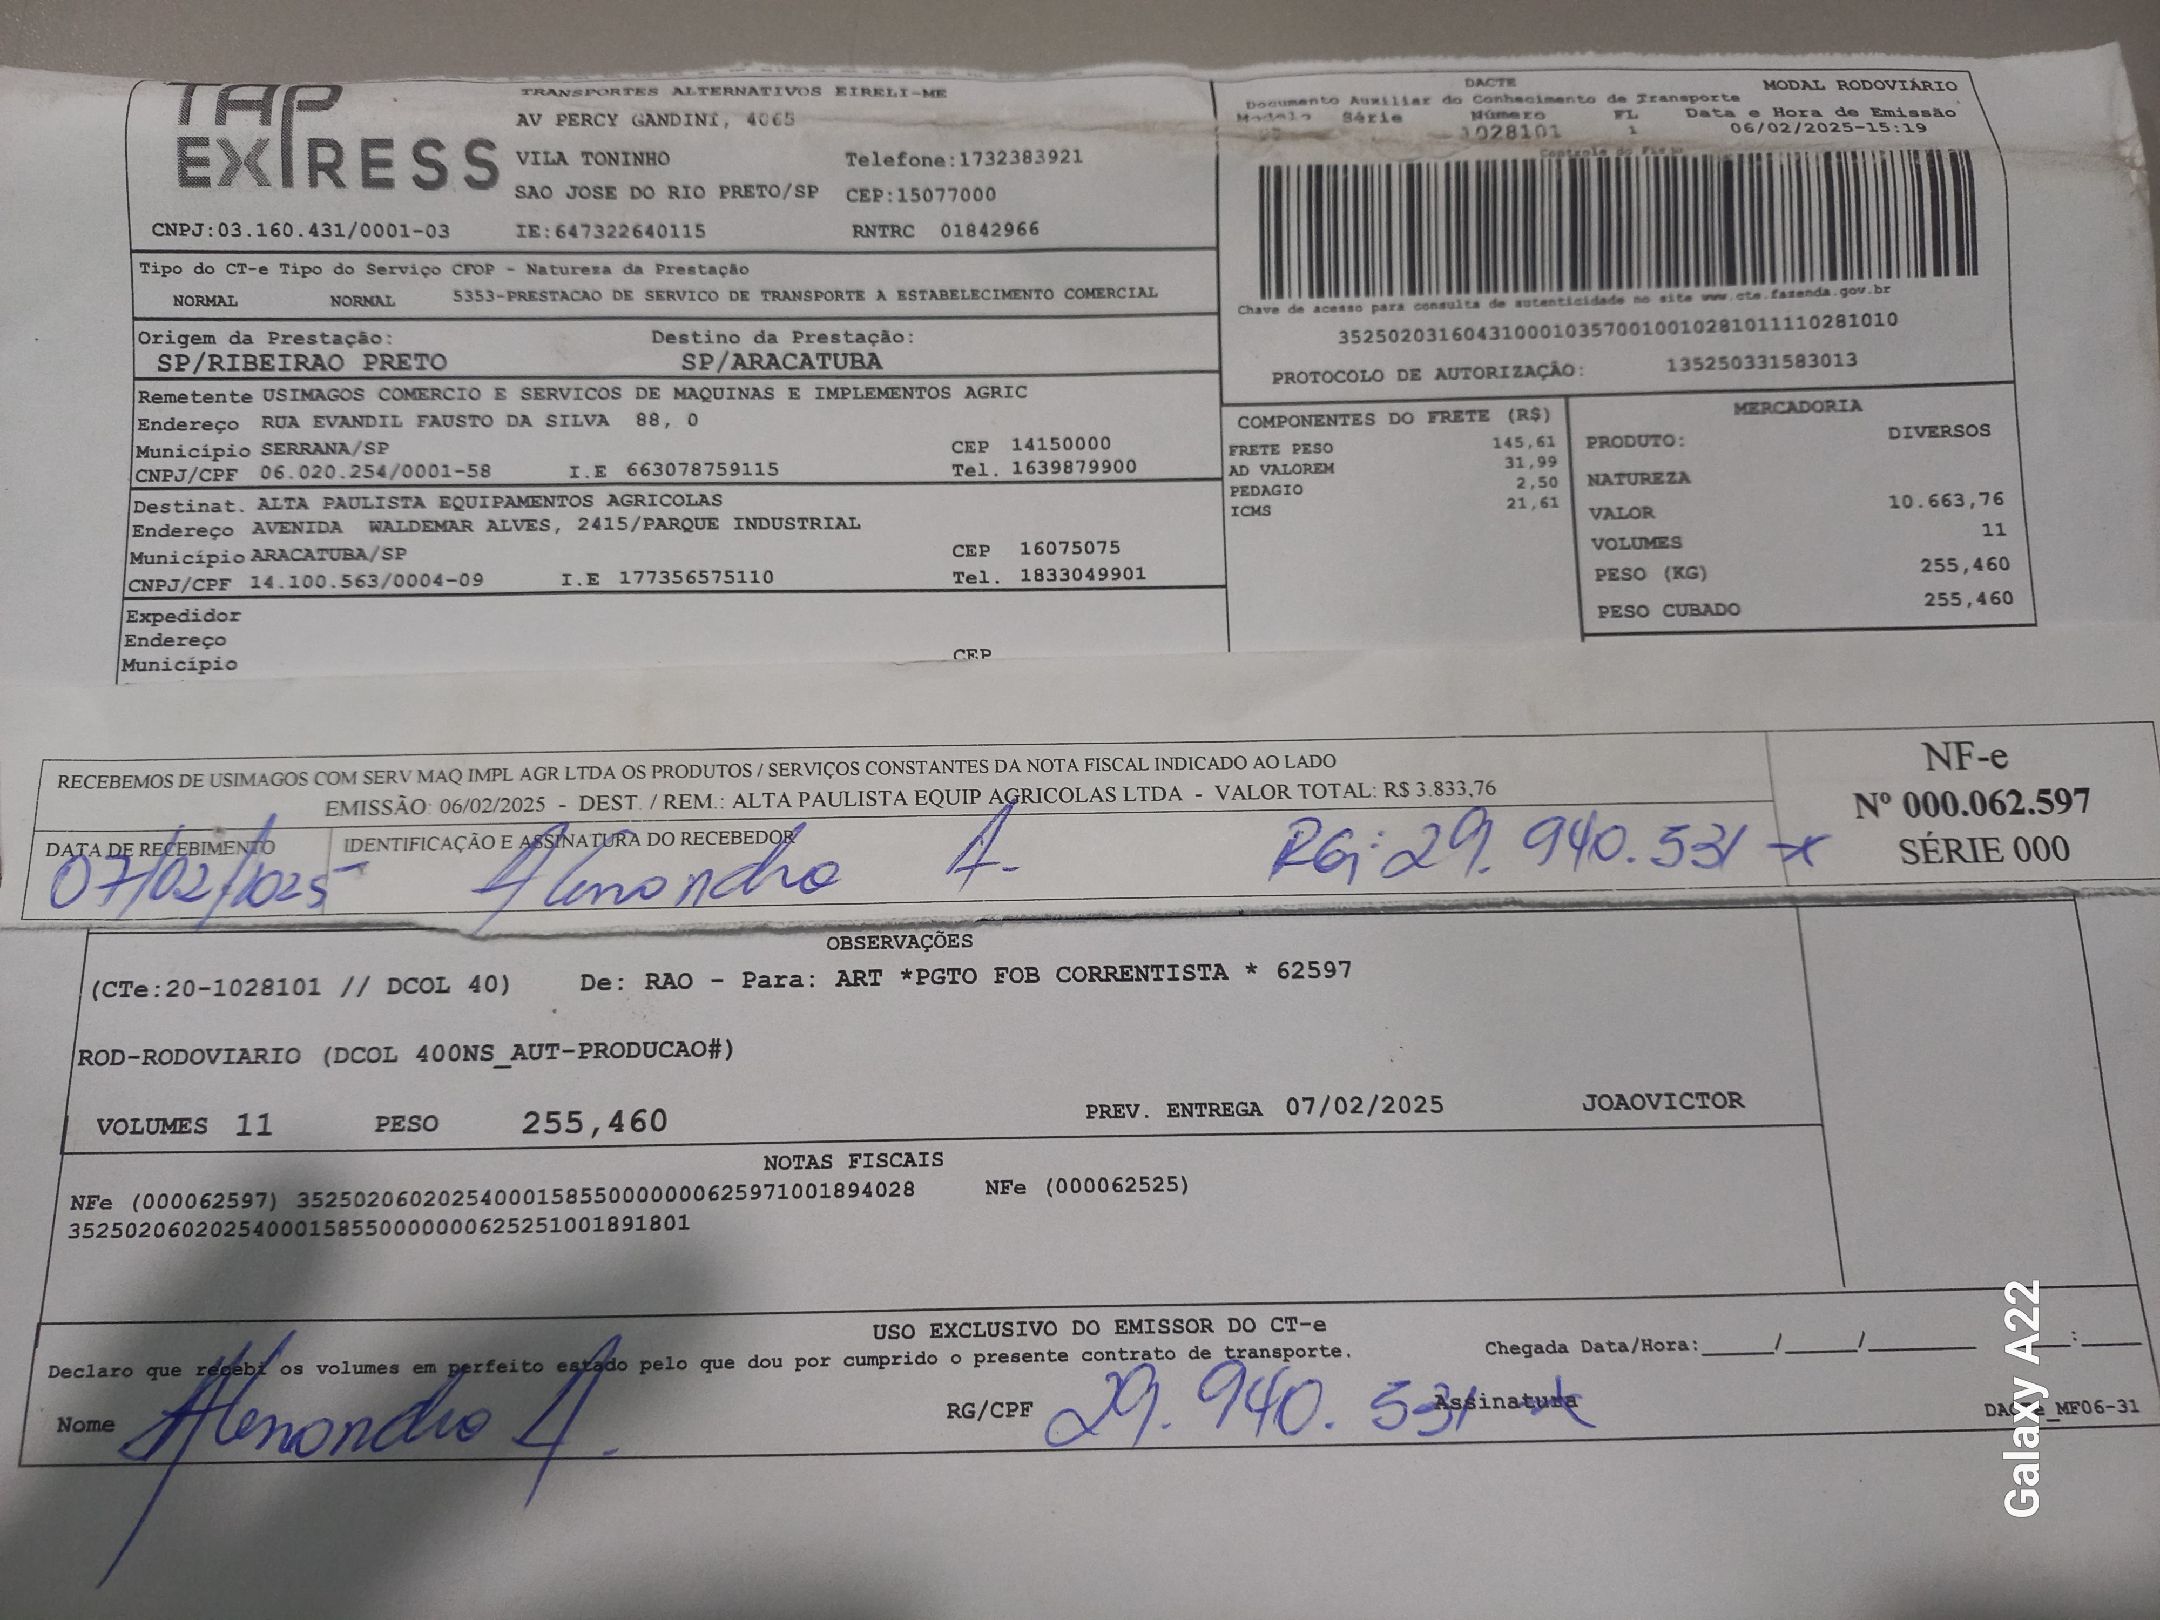 TAP
EXPRESS
TRANSPORTES ALTERNATIVOS EIRELI-ME
AV PERCY GANDINI, 4065
VILA TONINHO Telefone:1732383921
SAO JOSE DO RIO PRETO/SP CEP:15077000
CNPJ:03.160.431/0001-03 IE:647322640115 RNTRC 01842966
DACTE MODAL RODOVIÁRIO
Documento Auxiliar do Conhecimento de Transporte
Modelo Série Número FL Data e Hora de Emissão
1028101 1 06/02/2025-15:19
Controle do Fisco
Chave de acesso para consulta de autenticidade no site www.cte.fazenda.gov.br
35250203160431000103570010010281011110281010
PROTOCOLO DE AUTORIZAÇÃO: 135250331583013
Tipo do CT-e Tipo do Serviço CFOP - Natureza da Prestação
NORMAL NORMAL 5353-PRESTACAO DE SERVICO DE TRANSPORTE A ESTABELECIMENTO COMERCIAL
Origem da Prestação: Destino da Prestação:
SP/RIBEIRAO PRETO SP/ARACATUBA
Remetente USIMAGOS COMERCIO E SERVICOS DE MAQUINAS E IMPLEMENTOS AGRIC
Endereço RUA EVANDIL FAUSTO DA SILVA 88, 0
Município SERRANA/SP CEP 14150000
CNPJ/CPF 06.020.254/0001-58 I.E 663078759115 Tel. 1639879900
Destinat. ALTA PAULISTA EQUIPAMENTOS AGRICOLAS
Endereço AVENIDA WALDEMAR ALVES, 2415/PARQUE INDUSTRIAL
Município ARACATUBA/SP CEP 16075075
CNPJ/CPF 14.100.563/0004-09 I.E 177356575110 Tel. 1833049901
Expedidor
Endereço
Município CEP
COMPONENTES DO FRETE (R$)
FRETE PESO 145,61
AD VALOREM 31,99
PEDAGIO 2,50
ICMS 21,61
MERCADORIA
PRODUTO: DIVERSOS
NATUREZA
VALOR 10.663,76
VOLUMES 11
PESO (KG) 255,460
PESO CUBADO 255,460
RECEBEMOS DE USIMAGOS COM SERV MAQ IMPL AGR LTDA OS PRODUTOS / SERVIÇOS CONSTANTES DA NOTA FISCAL INDICADO AO LADO
EMISSÃO: 06/02/2025 - DEST. / REM.: ALTA PAULISTA EQUIP AGRICOLAS LTDA - VALOR TOTAL: R$ 3.833,76
DATA DE RECEBIMENTO IDENTIFICAÇÃO E ASSINATURA DO RECEBEDOR
07/02/2025 Alexandre A. RG: 29.940.531-x
NF-e
Nº 000.062.597
SÉRIE 000
OBSERVAÇÕES
(CTe:20-1028101 // DCOL 40) De: RAO - Para: ART *PGTO FOB CORRENTISTA * 62597
ROD-RODOVIARIO (DCOL 400NS_AUT-PRODUCAO#)
VOLUMES 11 PESO 255,460 PREV. ENTREGA 07/02/2025 JOAOVICTOR
NOTAS FISCAIS
NFe (000062597) 35250206020254000158550000000625971001894028 NFe (000062525)
35250206020254000158550000000625251001891801
USO EXCLUSIVO DO EMISSOR DO CT-e
Declaro que recebi os volumes em perfeito estado pelo que dou por cumprido o presente contrato de transporte. Chegada Data/Hora:_____/_____/_________ ____:_____
Nome Alexandre A. RG/CPF 29.940.531-x Assinatura
_MF06-31
Galaxy A22